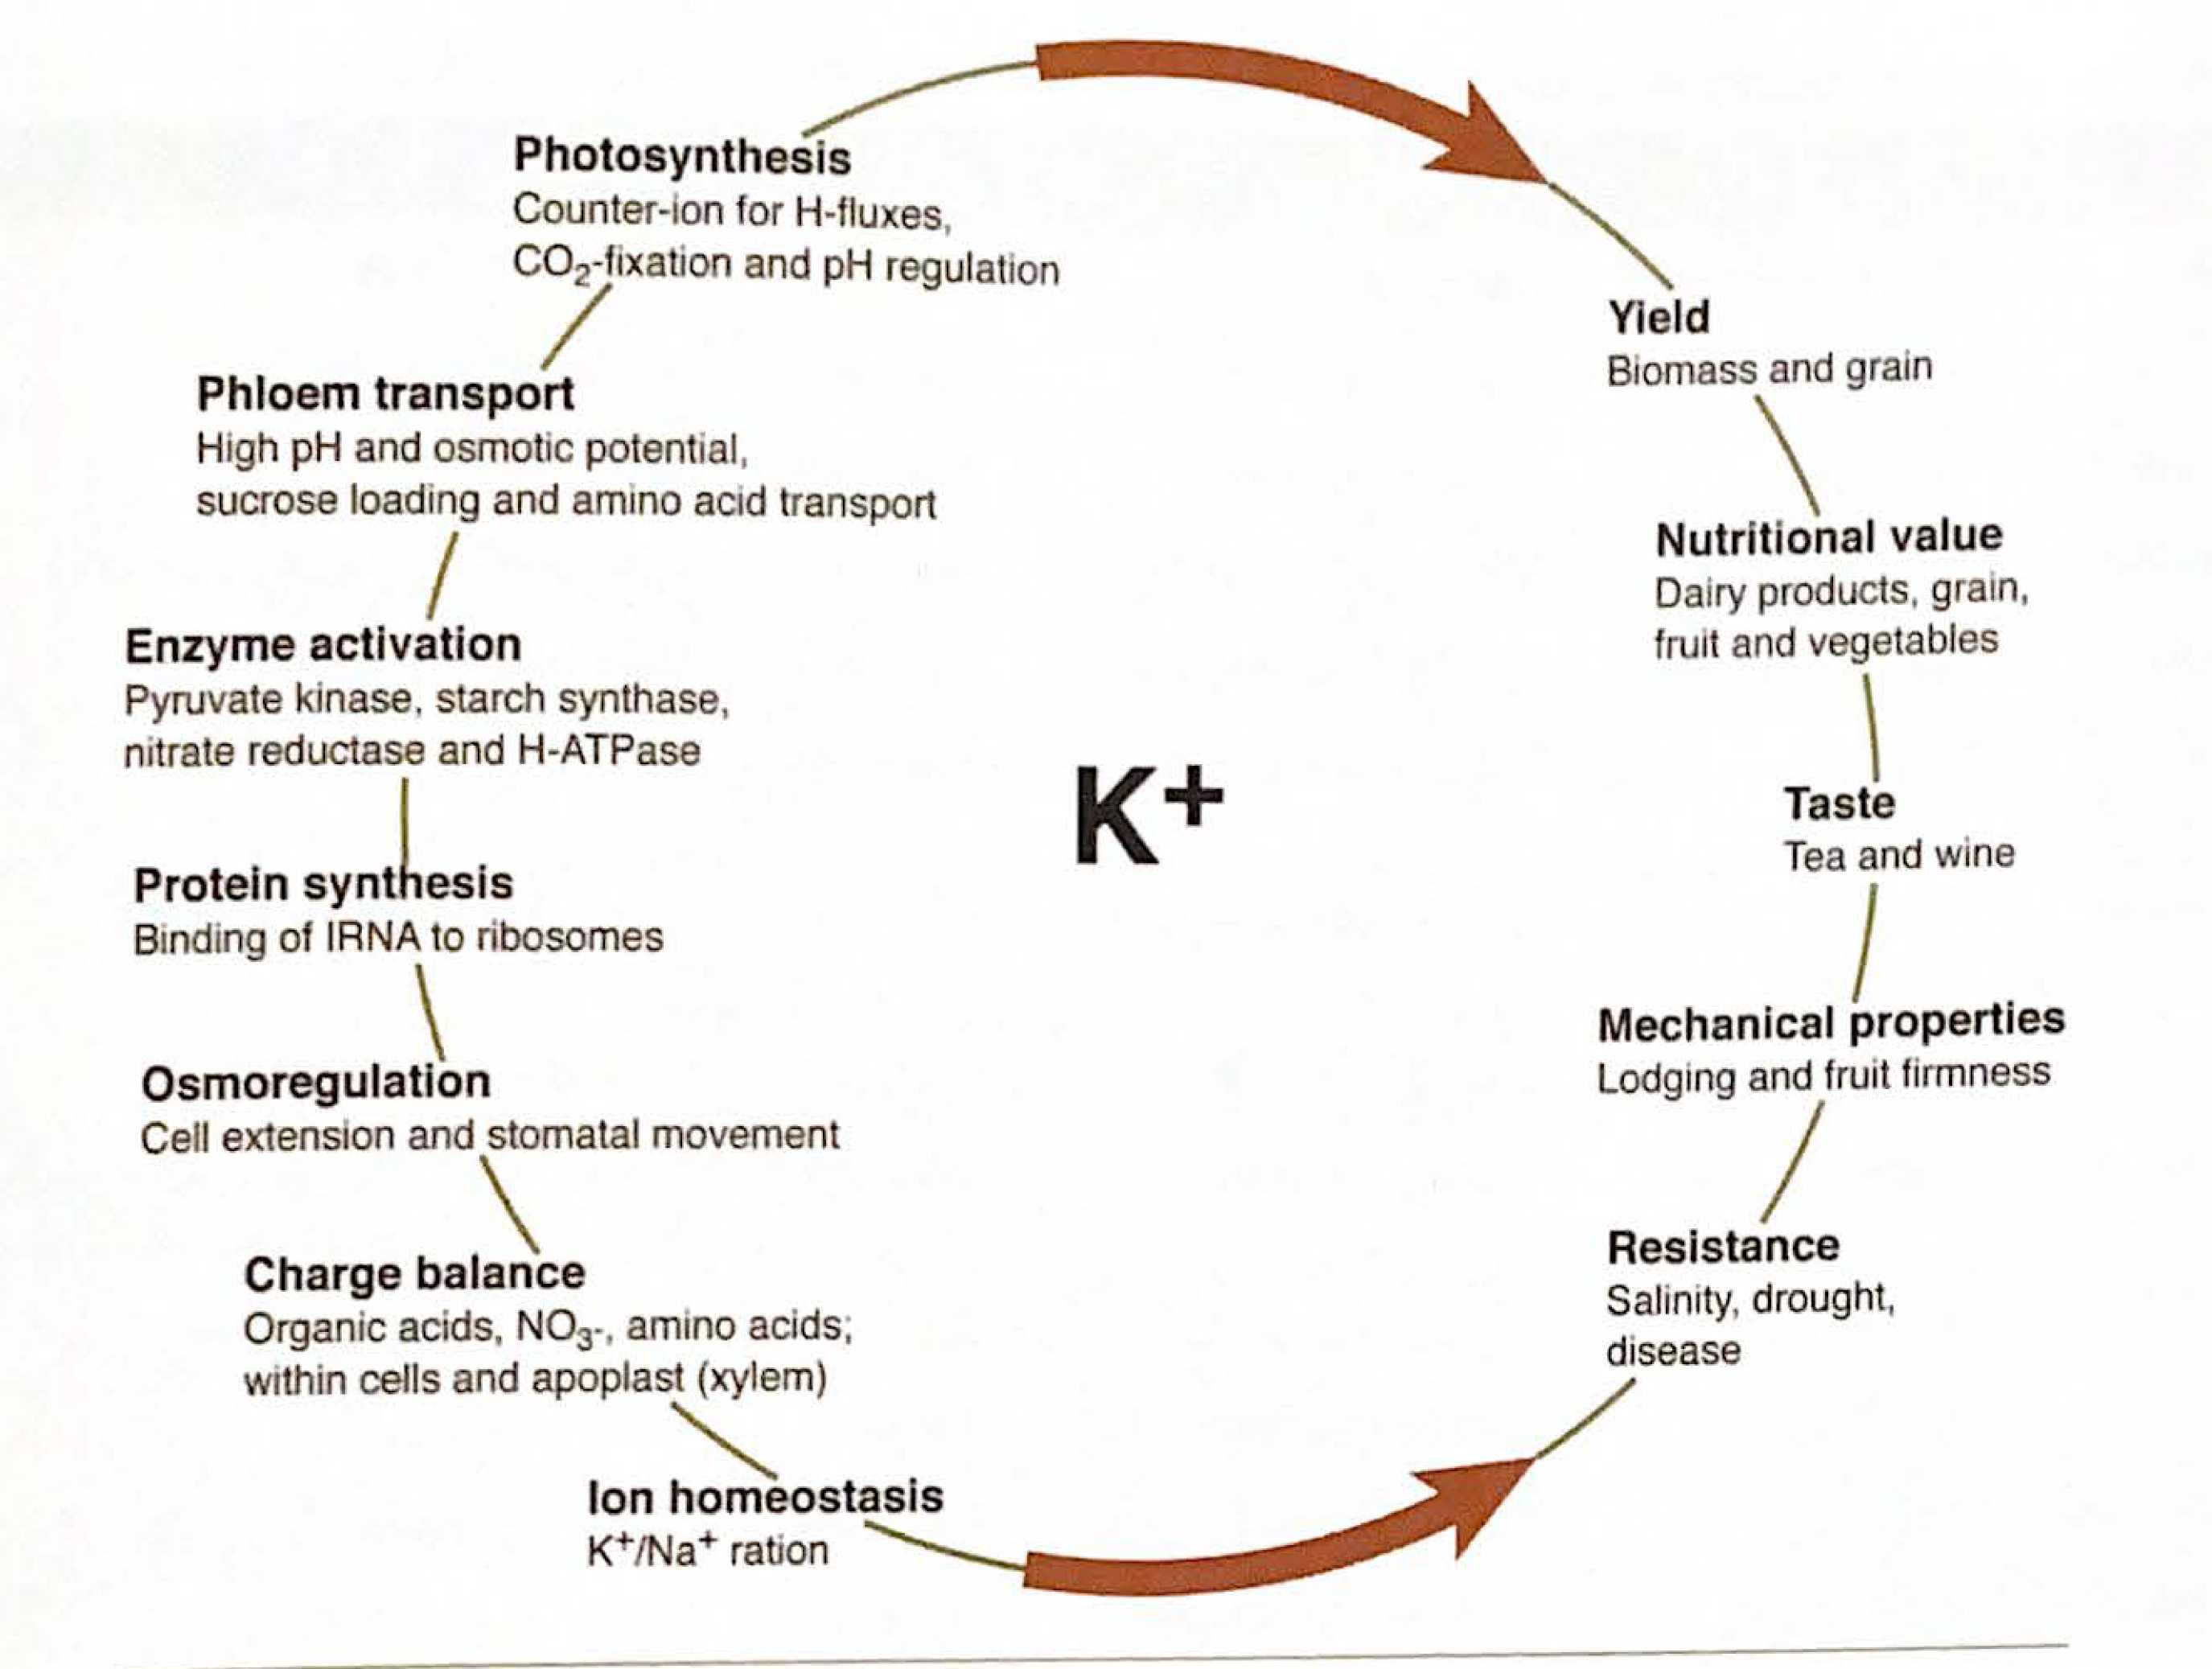 Photosynthesis
Counter-ion for H-fluxes,
CO₂-fixation and pH regulation
Phloem transport
High pH and osmotic potential,
sucrose loading and amino acid transport
Enzyme activation
Pyruvate kinase, starch synthase,
nitrate reductase and H-ATPase
Protein synthesis
Binding of IRNA to ribosomes
Osmoregulation
Cell extension and stomatal movement
Charge balance
Organic acids, NO₃-, amino acids;
within cells and apoplast (xylem)
Ion homeostasis
K⁺/Na⁺ ration
K⁺
Yield
Biomass and grain
Nutritional value
Dairy products, grain,
fruit and vegetables
Taste
Tea and wine
Mechanical properties
Lodging and fruit firmness
Resistance
Salinity, drought,
disease